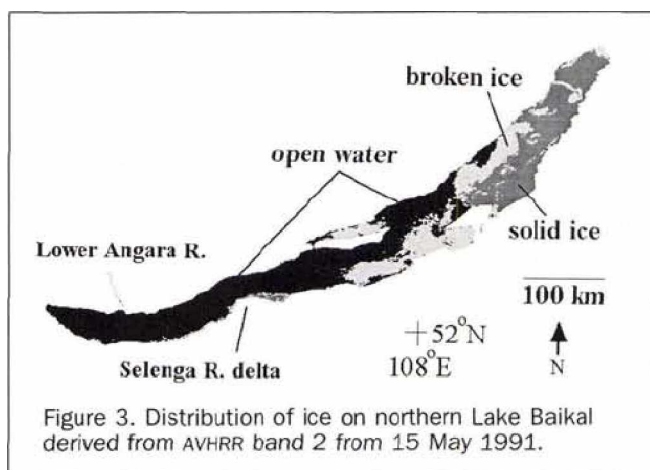 broken ice
open water
Lower Angara R.
solid ice
100 km
+52°N
108°E
N
Selenga R. delta
Figure 3. Distribution of ice on northern Lake Baikal
derived from AVHRR band 2 from 15 May 1991.